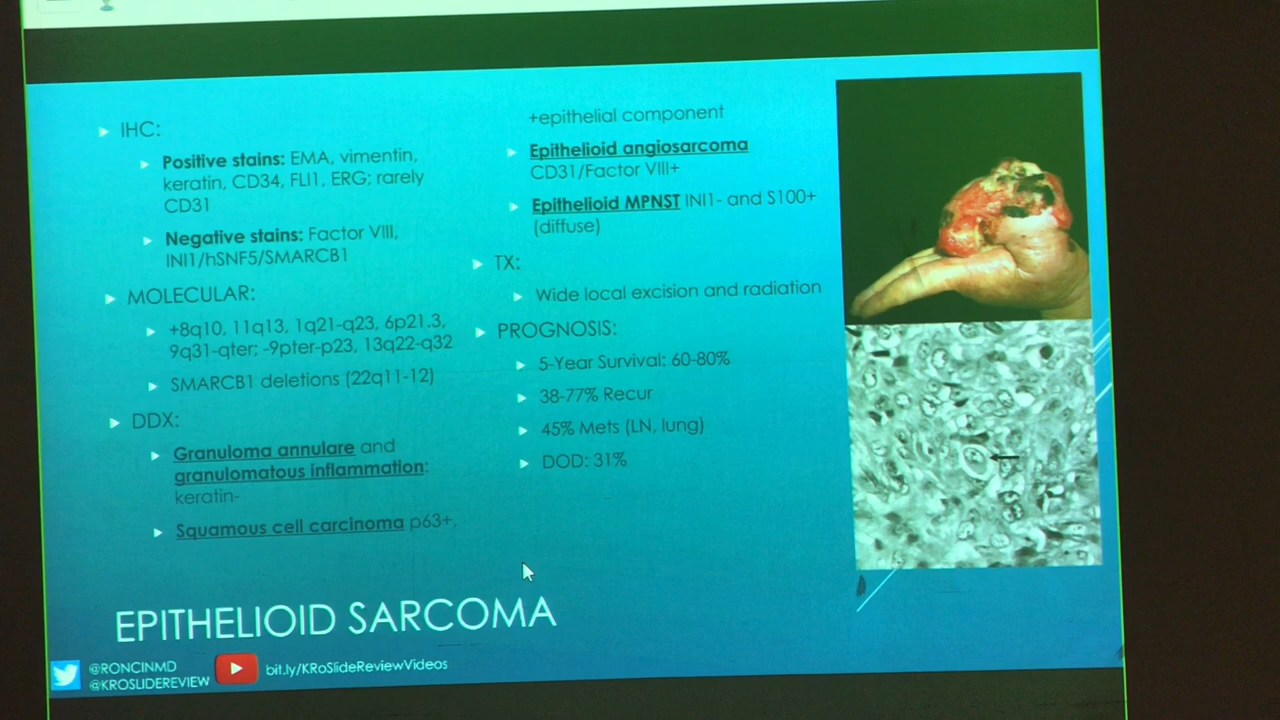 IHC:
Positive stains: EMA, vimentin,
keratin, CD34, FLI1, ERG; rarely
CD31
Negative stains: Factor VIII,
INI1/hSNF5/SMARCB1
MOLECULAR:
+8q10, 11q13, 1q21-q23, 6p21.3,
9q31-qter; -9pter-p23, 13q22-q32
SMARCB1 deletions (22q11-12)
DDX:
Granuloma annulare and
granulomatous inflammation:
keratin-
Squamous cell carcinoma p63+,
+epithelial component
Epithelioid angiosarcoma
CD31/Factor VIII+
Epithelioid MPNST INI1- and S100+
(diffuse)
TX:
Wide local excision and radiation
PROGNOSIS:
5-Year Survival: 60-80%
38-77% Recur
45% Mets (LN, lung)
DOD: 31%
EPITHELIOID SARCOMA
@RONCINMD
@KROSLIDEREVIEW
bit.ly/KRoSlideReviewVideos